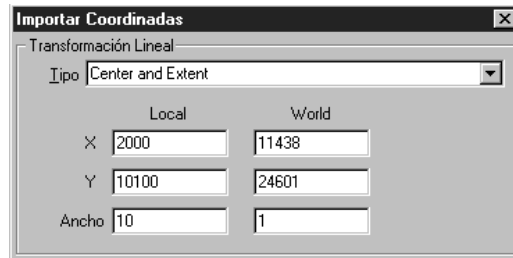 Importar Coordinadas
Transformación Lineal
Tipo Center and Extent
Local World
X 2000 11438
Y 10100 24601
Ancho 10 1